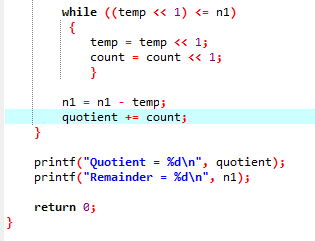 while ((temp << 1) <= n1)
{
temp = temp << 1;
count = count << 1;
}
n1 = n1 - temp;
quotient += count;
}
printf("Quotient = %d\n", quotient);
printf("Remainder = %d\n", n1);
return 0;
}